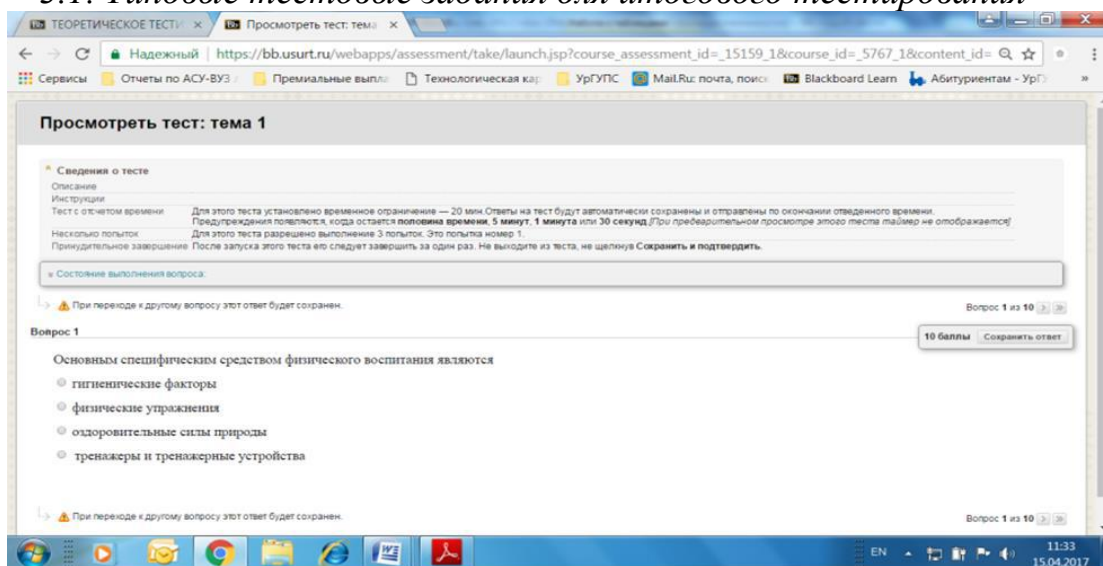 3.1. Типовые тестовые задания для итогового тестирования
ТЕОРЕТИЧЕСКОЕ ТЕСТИ
Просмотреть тест: тема
Надежный | https://bb.usurt.ru/webapps/assessment/take/launch.jsp?course_assessment_id=_15159_1&course_id=_5767_1&content_id=
Сервисы Отчеты по АСУ-ВУЗ Премиальные выпла Технологическая кар УрГУПС Mail.Ru: почта, поиск Blackboard Learn Абитуриентам - УрГ
Просмотреть тест: тема 1
Сведения о тесте
Описание
Инструкции
Тест с отсчетом времени Для этого теста установлено временное ограничение — 20 мин.Ответы на тест будут автоматически сохранены и отправлены по окончании отведенного времени.
Предупреждения появляются, когда остается половина времени, 5 минут, 1 минута или 30 секунд.[При предварительном просмотре этого теста таймер не отображается]
Несколько попыток Для этого теста разрешено выполнение 3 попыток. Это попытка номер 1.
Принудительное завершение После запуска этого теста его следует завершить за один раз. Не выходите из теста, не щелкнув Сохранить и подтвердить.
Состояние выполнения вопроса:
При переходе к другому вопросу этот ответ будет сохранен.
Вопрос 1 из 10
Вопрос 1
10 баллы Сохранить ответ
Основным специфическим средством физического воспитания являются
гигиенические факторы
физические упражнения
оздоровительные силы природы
тренажеры и тренажерные устройства
При переходе к другому вопросу этот ответ будет сохранен.
Вопрос 1 из 10
EN
11:33
15.04.2017